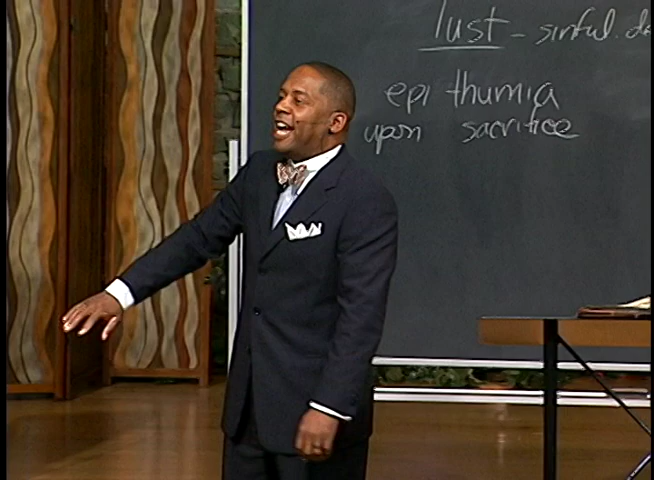 lust - sinful
epi thumia
upon sacrifice